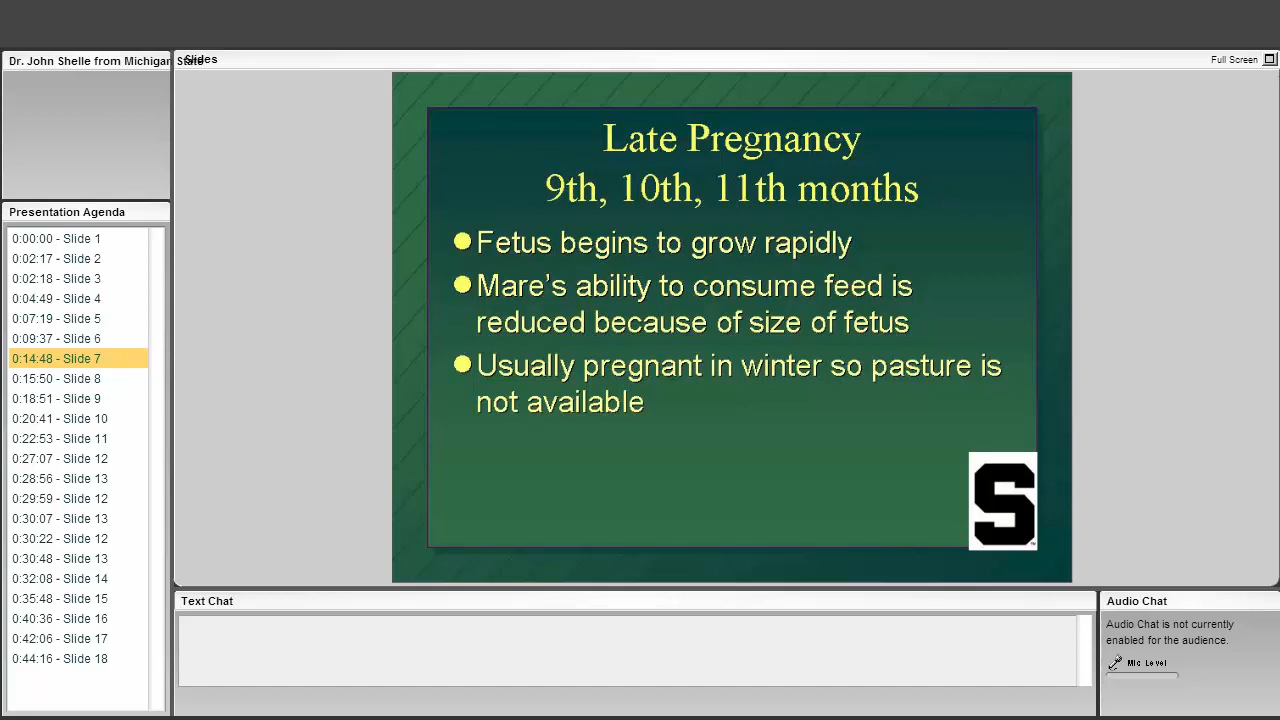 Dr. John Shelle from Michigan State
Slides
Full Screen
Late Pregnancy
9th, 10th, 11th months
Fetus begins to grow rapidly
Mare's ability to consume feed is
reduced because of size of fetus
Usually pregnant in winter so pasture is
not available
S
Presentation Agenda
0:00:00 - Slide 1
0:02:17 - Slide 2
0:02:18 - Slide 3
0:04:49 - Slide 4
0:07:19 - Slide 5
0:09:37 - Slide 6
0:14:48 - Slide 7
0:15:50 - Slide 8
0:18:51 - Slide 9
0:20:41 - Slide 10
0:22:53 - Slide 11
0:27:07 - Slide 12
0:28:56 - Slide 13
0:29:59 - Slide 12
0:30:07 - Slide 13
0:30:22 - Slide 12
0:30:48 - Slide 13
0:32:08 - Slide 14
0:35:48 - Slide 15
0:40:36 - Slide 16
0:42:06 - Slide 17
0:44:16 - Slide 18
Text Chat
Audio Chat
Audio Chat is not currently
enabled for the audience.
Mic Level